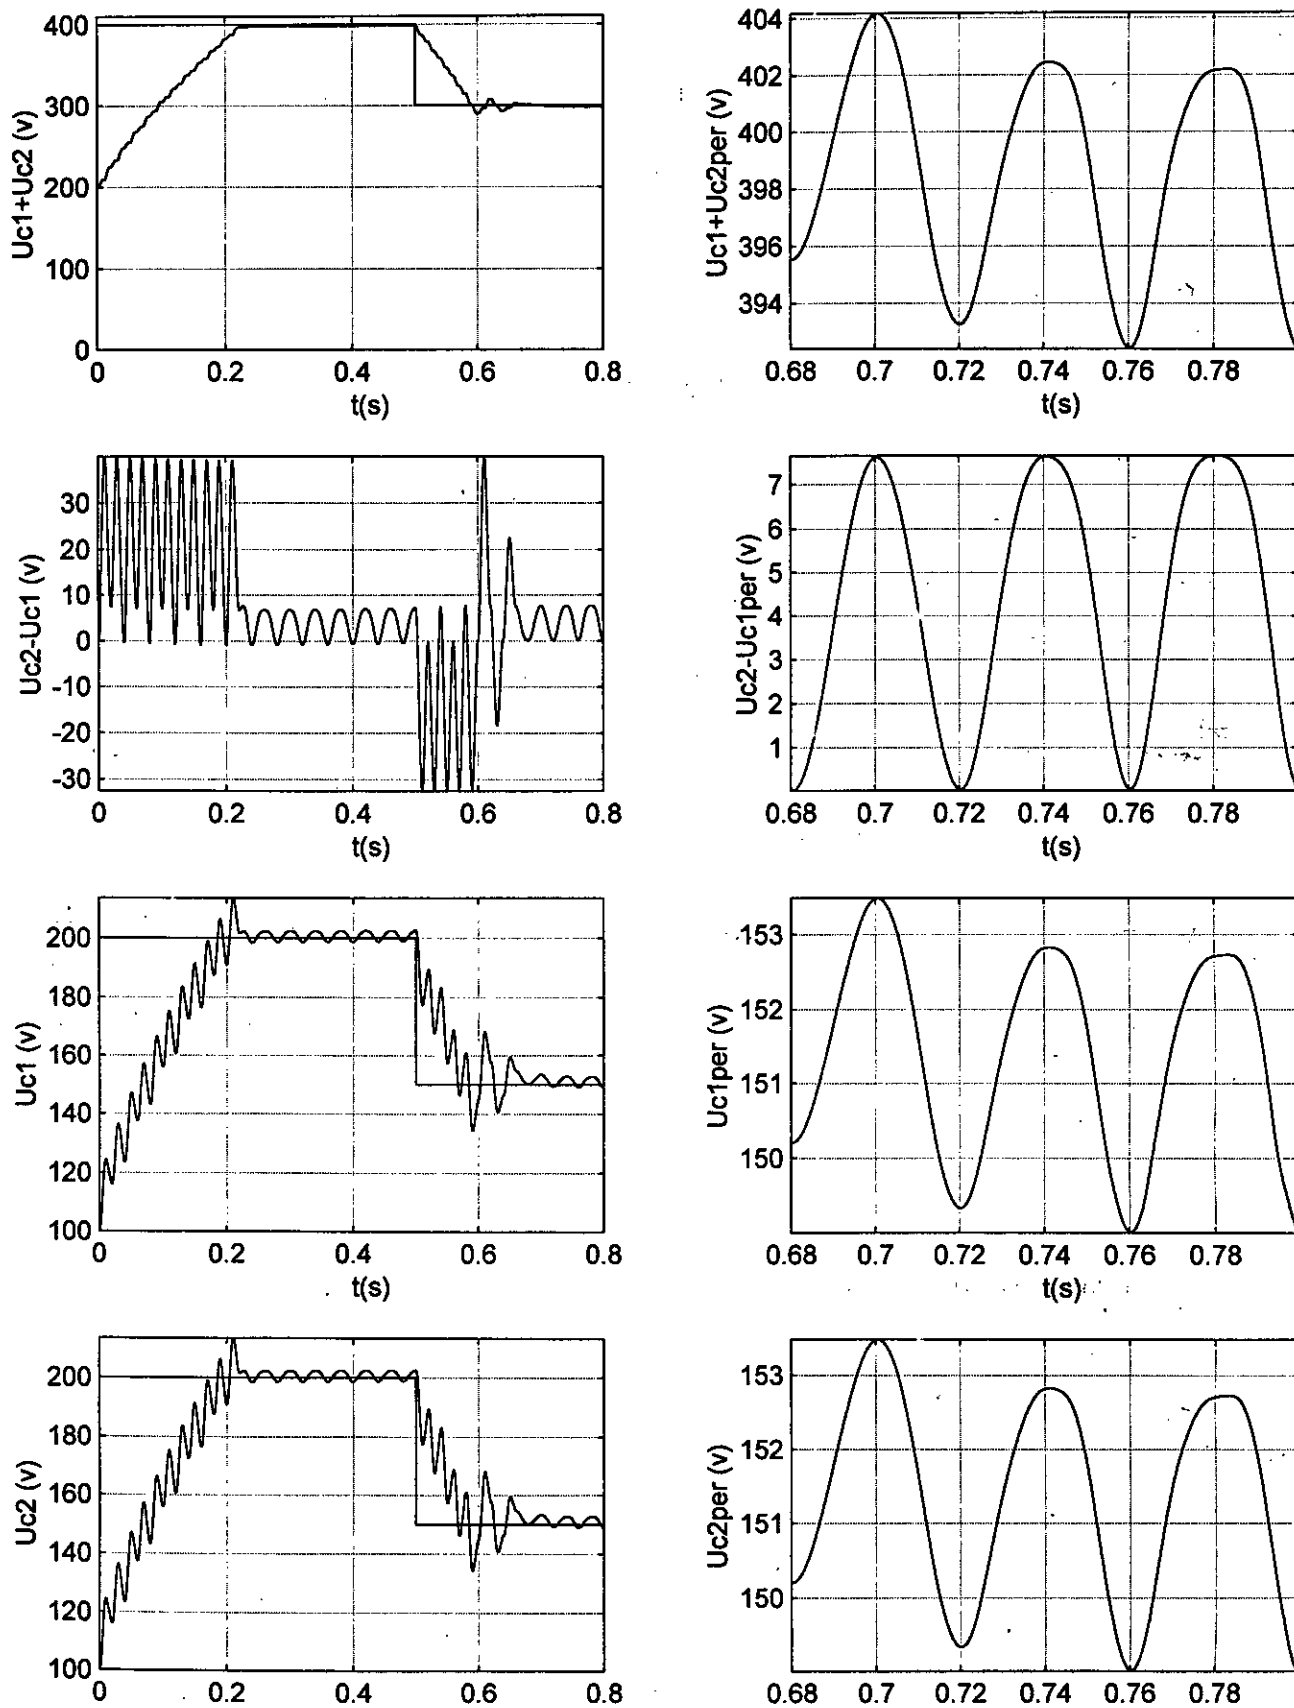 Uc1+Uc2 (v)
400
300
200
100
0
0 0.2 0.4 0.6 0.8
t(s)
Uc1+Uc2per (v)
404
402
400
398
396
394
0.68 0.7 0.72 0.74 0.76 0.78
t(s)
Uc2-Uc1 (v)
30
20
10
0
-10
-20
-30
0 0.2 0.4 0.6 0.8
t(s)
Uc2-Uc1per (v)
7
6
5
4
3
2
1
0.68 0.7 0.72 0.74 0.76 0.78
t(s)
Uc1 (v)
200
180
160
140
120
100
0 0.2 0.4 0.6 0.8
t(s)
Uc1per (v)
153
152
151
150
0.68 0.7 0.72 0.74 0.76 0.78
t(s)
Uc2 (v)
200
180
160
140
120
100
0 0.2 0.4 0.6 0.8
Uc2per (v)
153
152
151
150
0.68 0.7 0.72 0.74 0.76 0.78